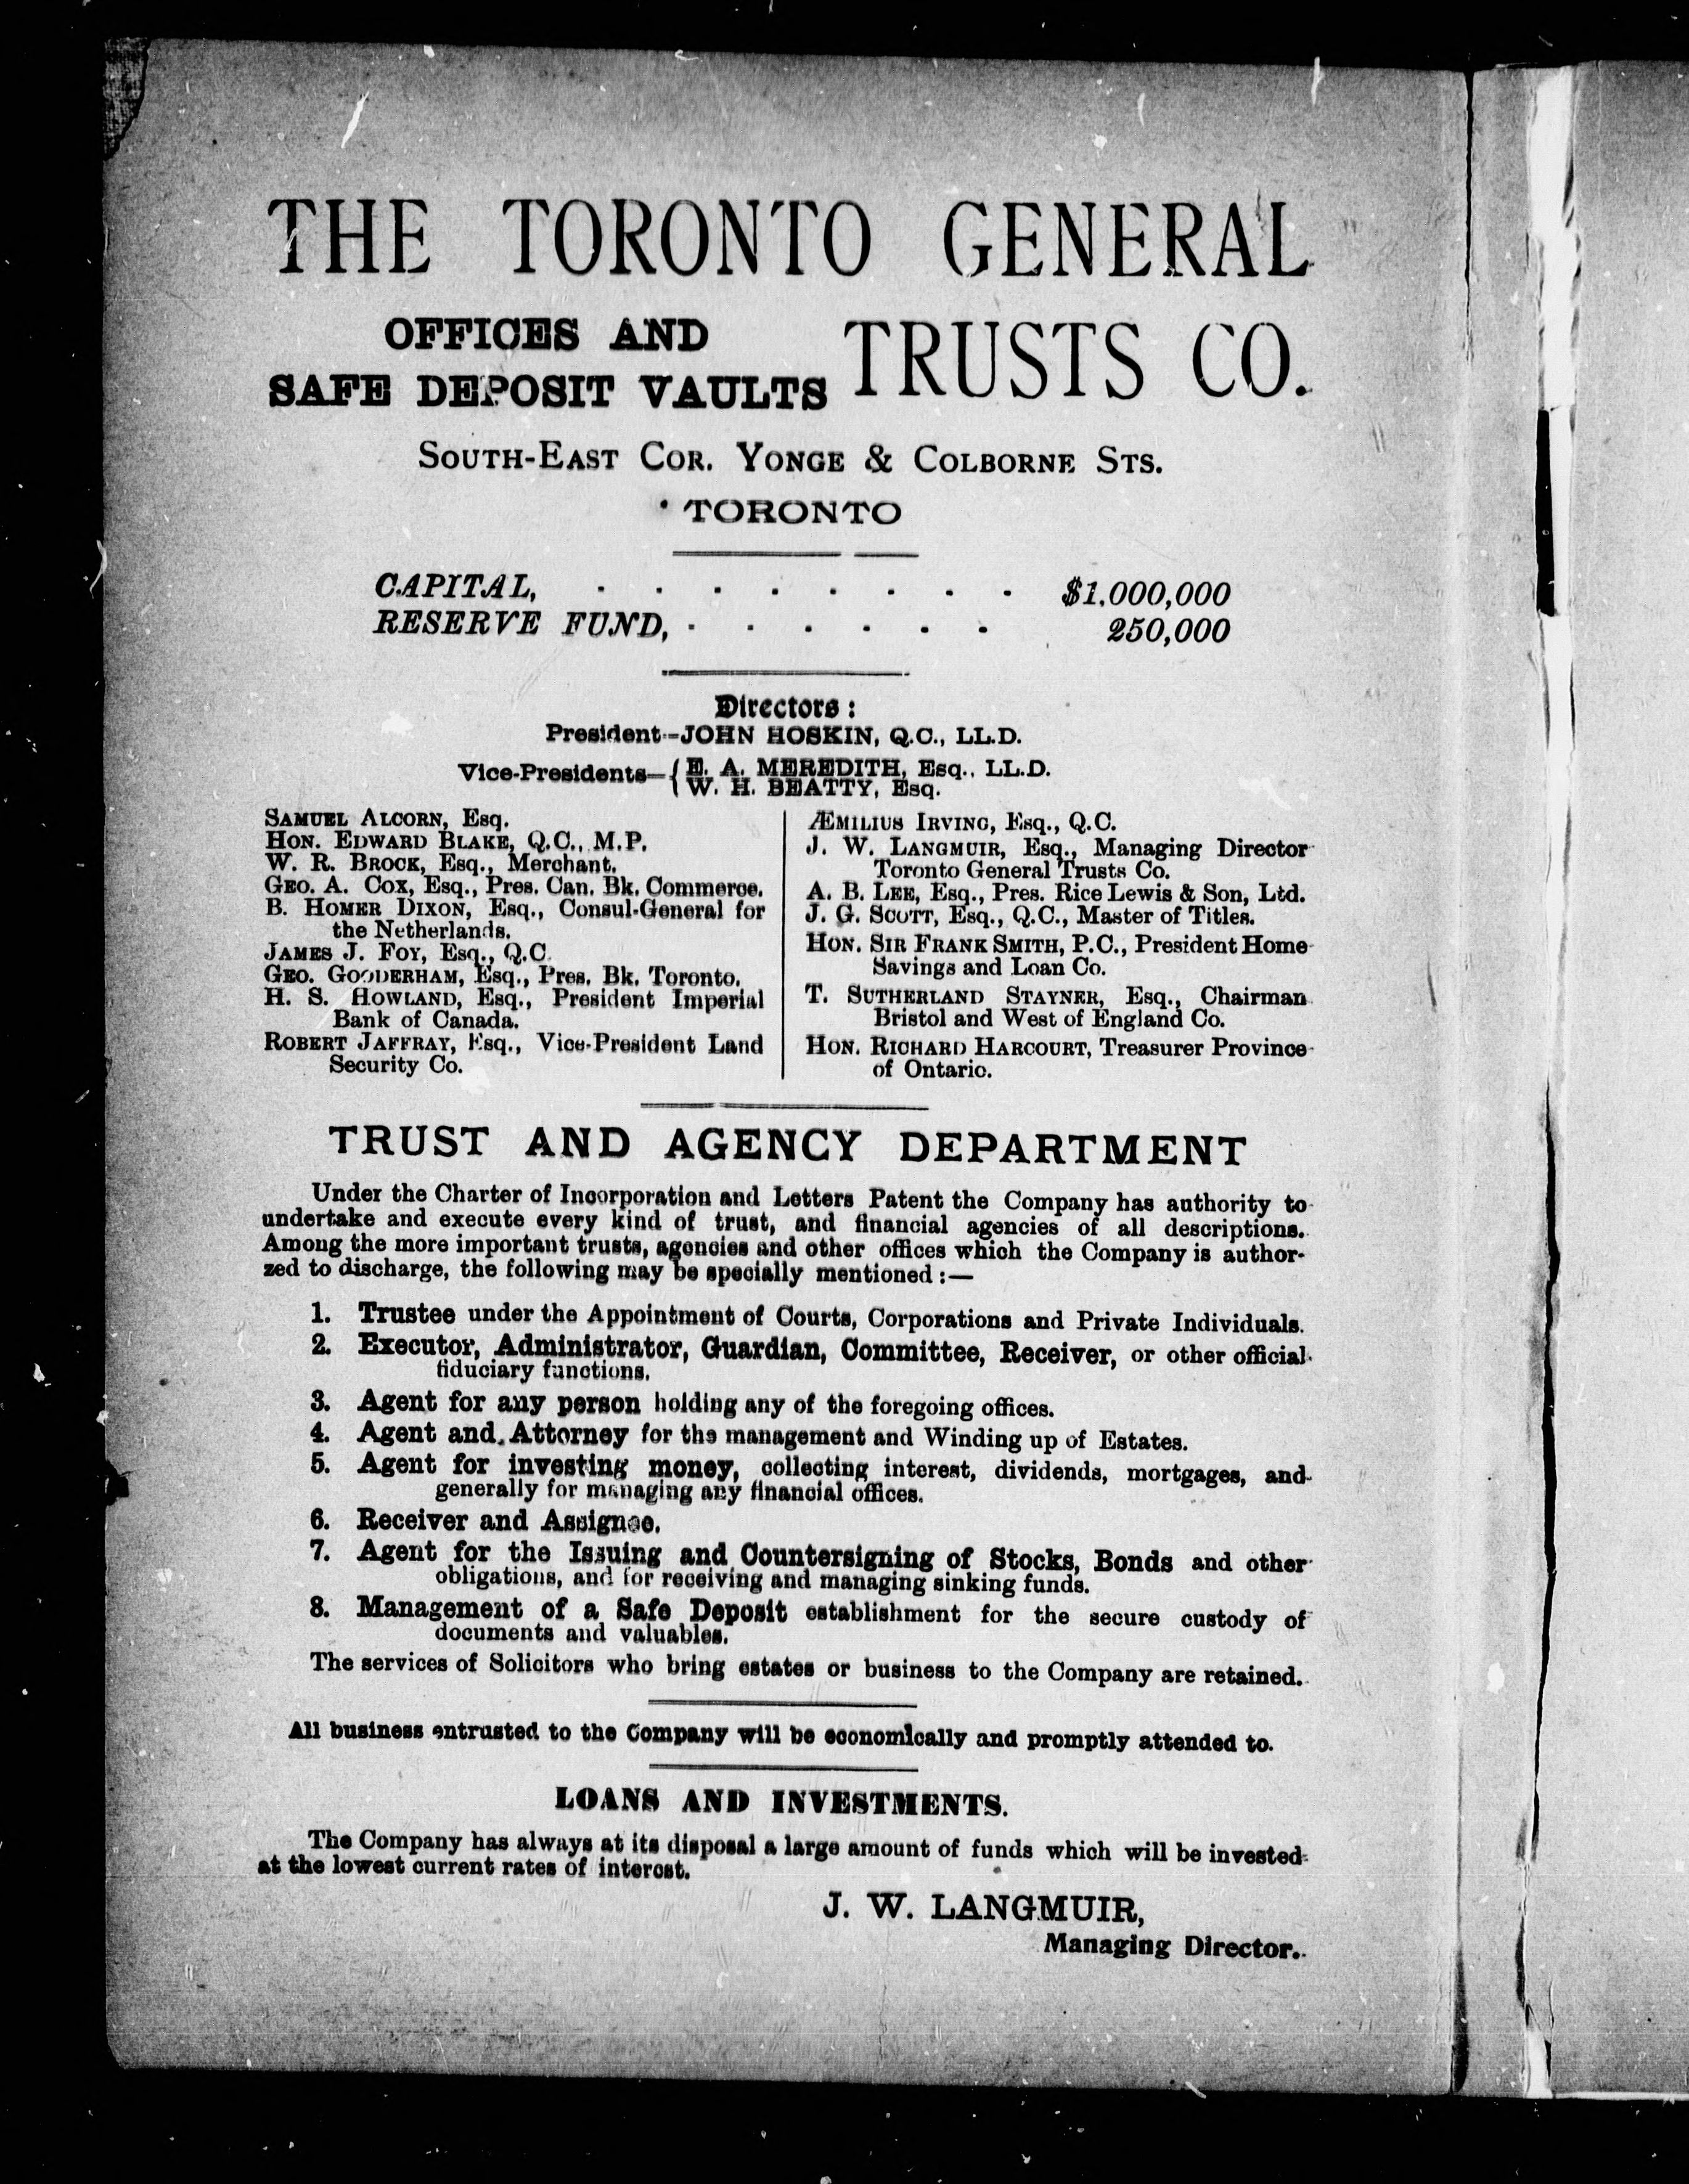 THE TORONTO GENERAL
OFFICES AND
SAFE DEPOSIT VAULTS
TRUSTS CO.
SOUTH-EAST COR. YONGE & COLBORNE STS.
TORONTO
CAPITAL, . . . . . . . . $1,000,000
RESERVE FUND, . . . . . . 250,000
Directors:
President—JOHN HOSKIN, Q.C., LL.D.
Vice-Presidents—{ E. A. MEREDITH, Esq., LL.D.
W. H. BEATTY, Esq.
SAMUEL ALCORN, Esq.
HON. EDWARD BLAKE, Q.C., M.P.
W. R. BROCK, Esq., Merchant.
GEO. A. COX, Esq., Pres. Can. Bk. Commerce.
B. HOMER DIXON, Esq., Consul-General for
the Netherlands.
JAMES J. FOY, Esq., Q.C.
GEO. GOODERHAM, Esq., Pres. Bk. Toronto.
H. S. HOWLAND, Esq., President Imperial
Bank of Canada.
ROBERT JAFFRAY, Esq., Vice-President Land
Security Co.
ÆMILIUS IRVING, Esq., Q.C.
J. W. LANGMUIR, Esq., Managing Director
Toronto General Trusts Co.
A. B. LEE, Esq., Pres. Rice Lewis & Son, Ltd.
J. G. SCOTT, Esq., Q.C., Master of Titles.
HON. SIR FRANK SMITH, P.C., President Home
Savings and Loan Co.
T. SUTHERLAND STAYNER, Esq., Chairman
Bristol and West of England Co.
HON. RICHARD HARCOURT, Treasurer Province
of Ontario.
TRUST AND AGENCY DEPARTMENT
Under the Charter of Incorporation and Letters Patent the Company has authority to
undertake and execute every kind of trust, and financial agencies of all descriptions.
Among the more important trusts, agencies and other offices which the Company is author-
zed to discharge, the following may be specially mentioned :—
1. Trustee under the Appointment of Courts, Corporations and Private Individuals.
2. Executor, Administrator, Guardian, Committee, Receiver, or other official
fiduciary functions.
3. Agent for any person holding any of the foregoing offices.
4. Agent and Attorney for the management and Winding up of Estates.
5. Agent for investing money, collecting interest, dividends, mortgages, and
generally for managing any financial offices.
6. Receiver and Assignee.
7. Agent for the Issuing and Countersigning of Stocks, Bonds and other
obligations, and for receiving and managing sinking funds.
8. Management of a Safe Deposit establishment for the secure custody of
documents and valuables.
The services of Solicitors who bring estates or business to the Company are retained.
All business entrusted to the Company will be economically and promptly attended to.
LOANS AND INVESTMENTS.
The Company has always at its disposal a large amount of funds which will be invested
at the lowest current rates of interest.
J. W. LANGMUIR,
Managing Director.